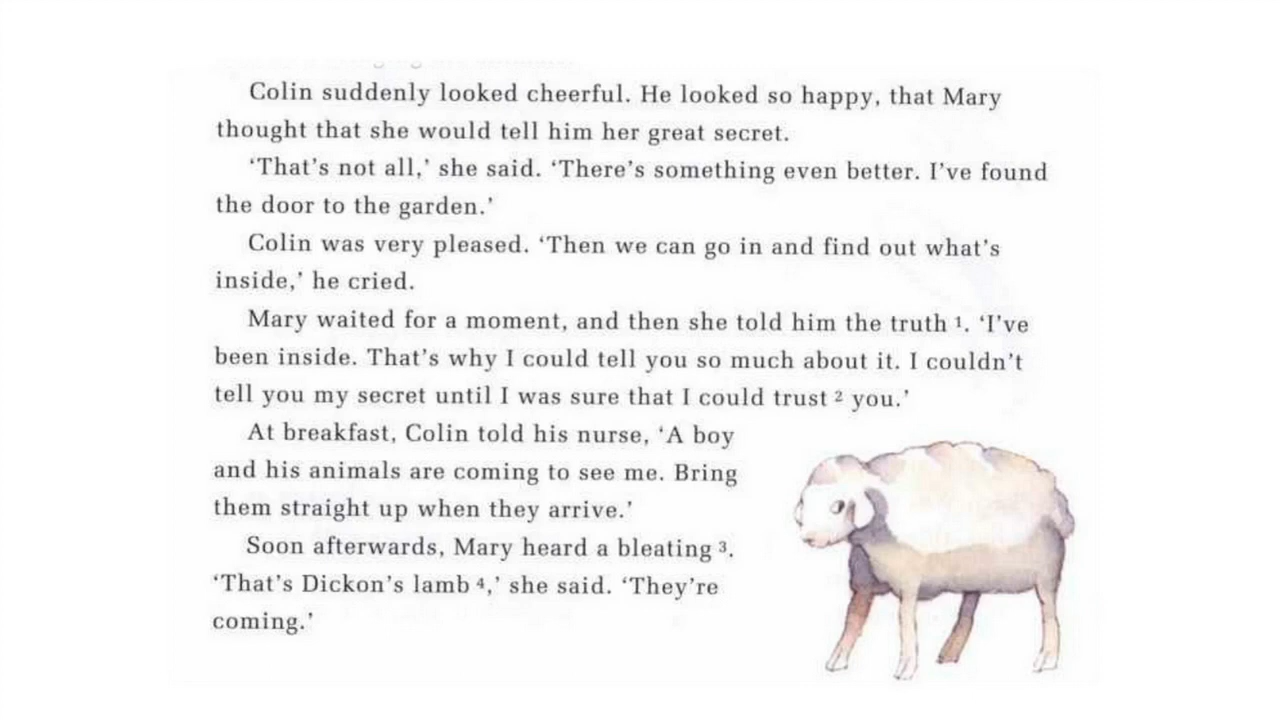 Colin suddenly looked cheerful. He looked so happy, that Mary
thought that she would tell him her great secret.
‘That’s not all,’ she said. ‘There’s something even better. I’ve found
the door to the garden.’
Colin was very pleased. ‘Then we can go in and find out what’s
inside,’ he cried.
Mary waited for a moment, and then she told him the truth ¹. ‘I’ve
been inside. That’s why I could tell you so much about it. I couldn’t
tell you my secret until I was sure that I could trust ² you.’
At breakfast, Colin told his nurse, ‘A boy
and his animals are coming to see me. Bring
them straight up when they arrive.’
Soon afterwards, Mary heard a bleating ³.
‘That’s Dickon’s lamb ⁴,’ she said. ‘They’re
coming.’